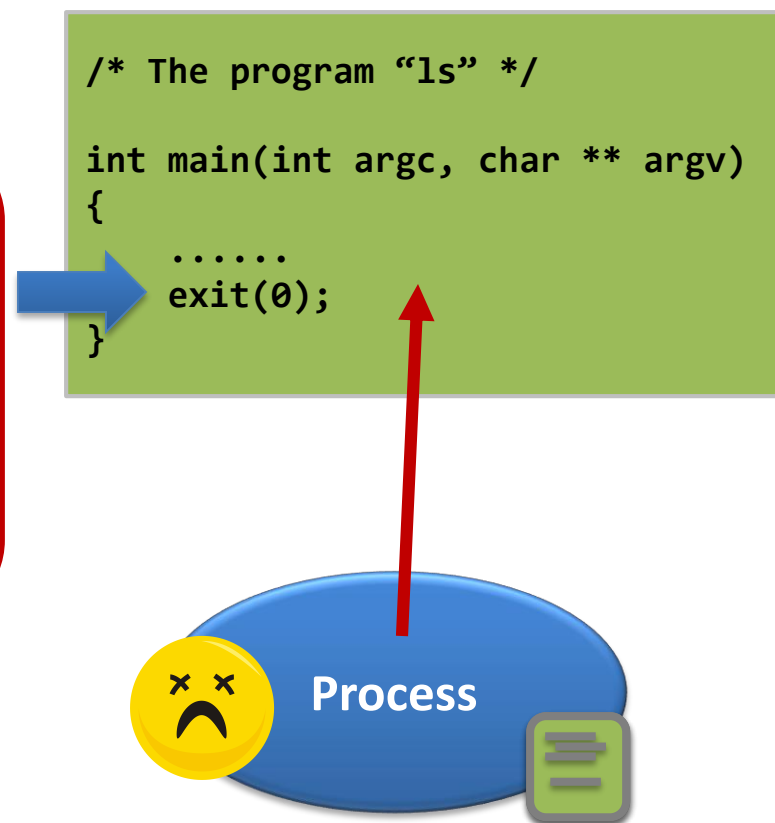 /* The program “ls” */
int main(int argc, char ** argv)
{
......
exit(0);
}
Process